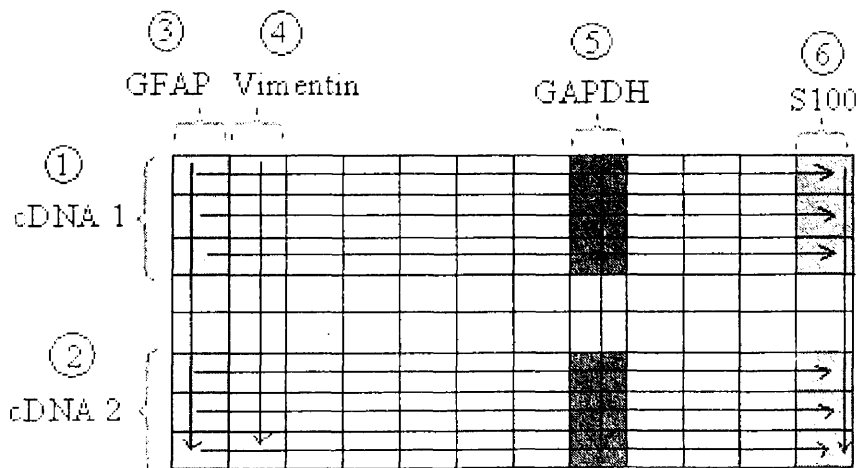 ③ ④ ⑤ ⑥
GFAP Vimentin GAPDH S100
①
cDNA 1
②
cDNA 2